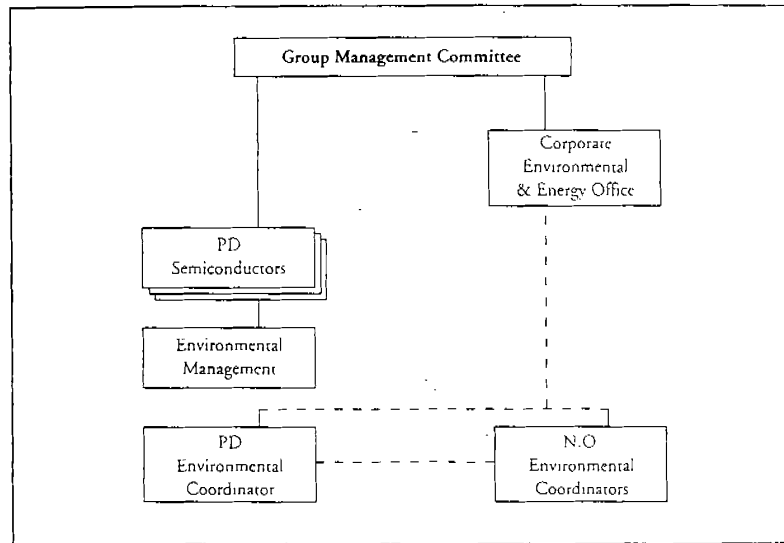 Group Management Committee
Corporate
Environmental
& Energy Office
PD
Semiconductors
Environmental
Management
PD
Environmental
Coordinator
N.O
Environmental
Coordinators